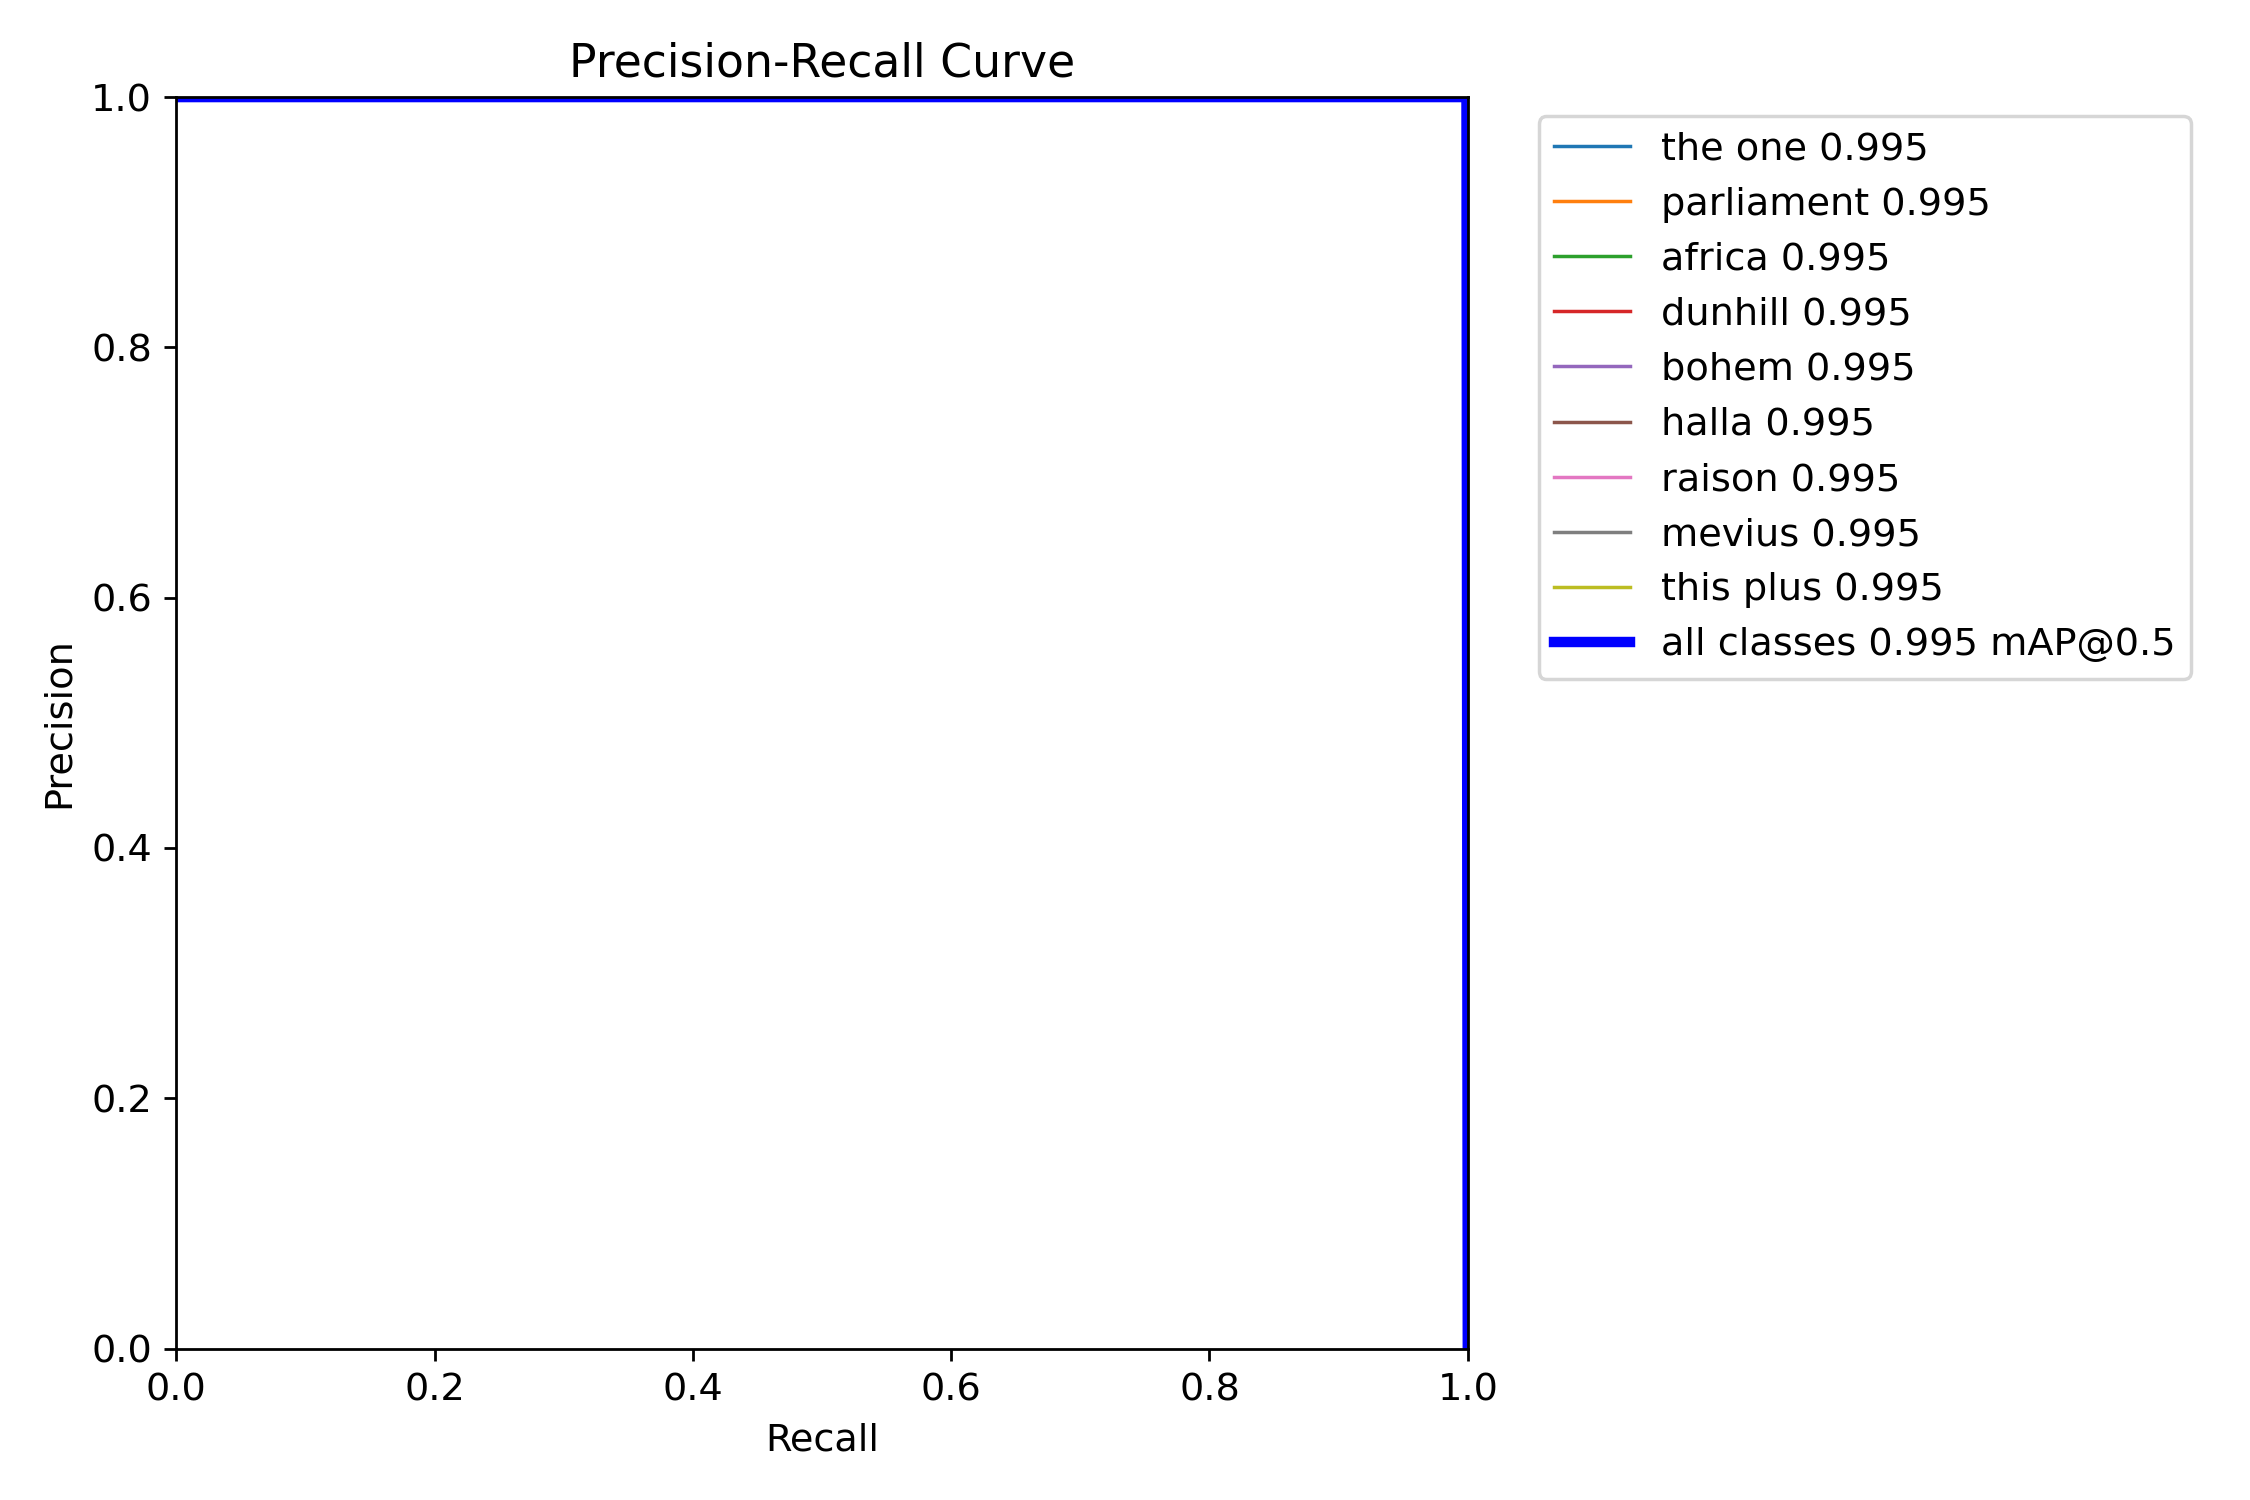 Precision-Recall Curve
1.0
0.8
0.6
0.4
0.2
0.0
Precision
0.0 0.2 0.4 0.6 0.8 1.0
Recall
the one 0.995
parliament 0.995
africa 0.995
dunhill 0.995
bohem 0.995
halla 0.995
raison 0.995
mevius 0.995
this plus 0.995
all classes 0.995 mAP@0.5